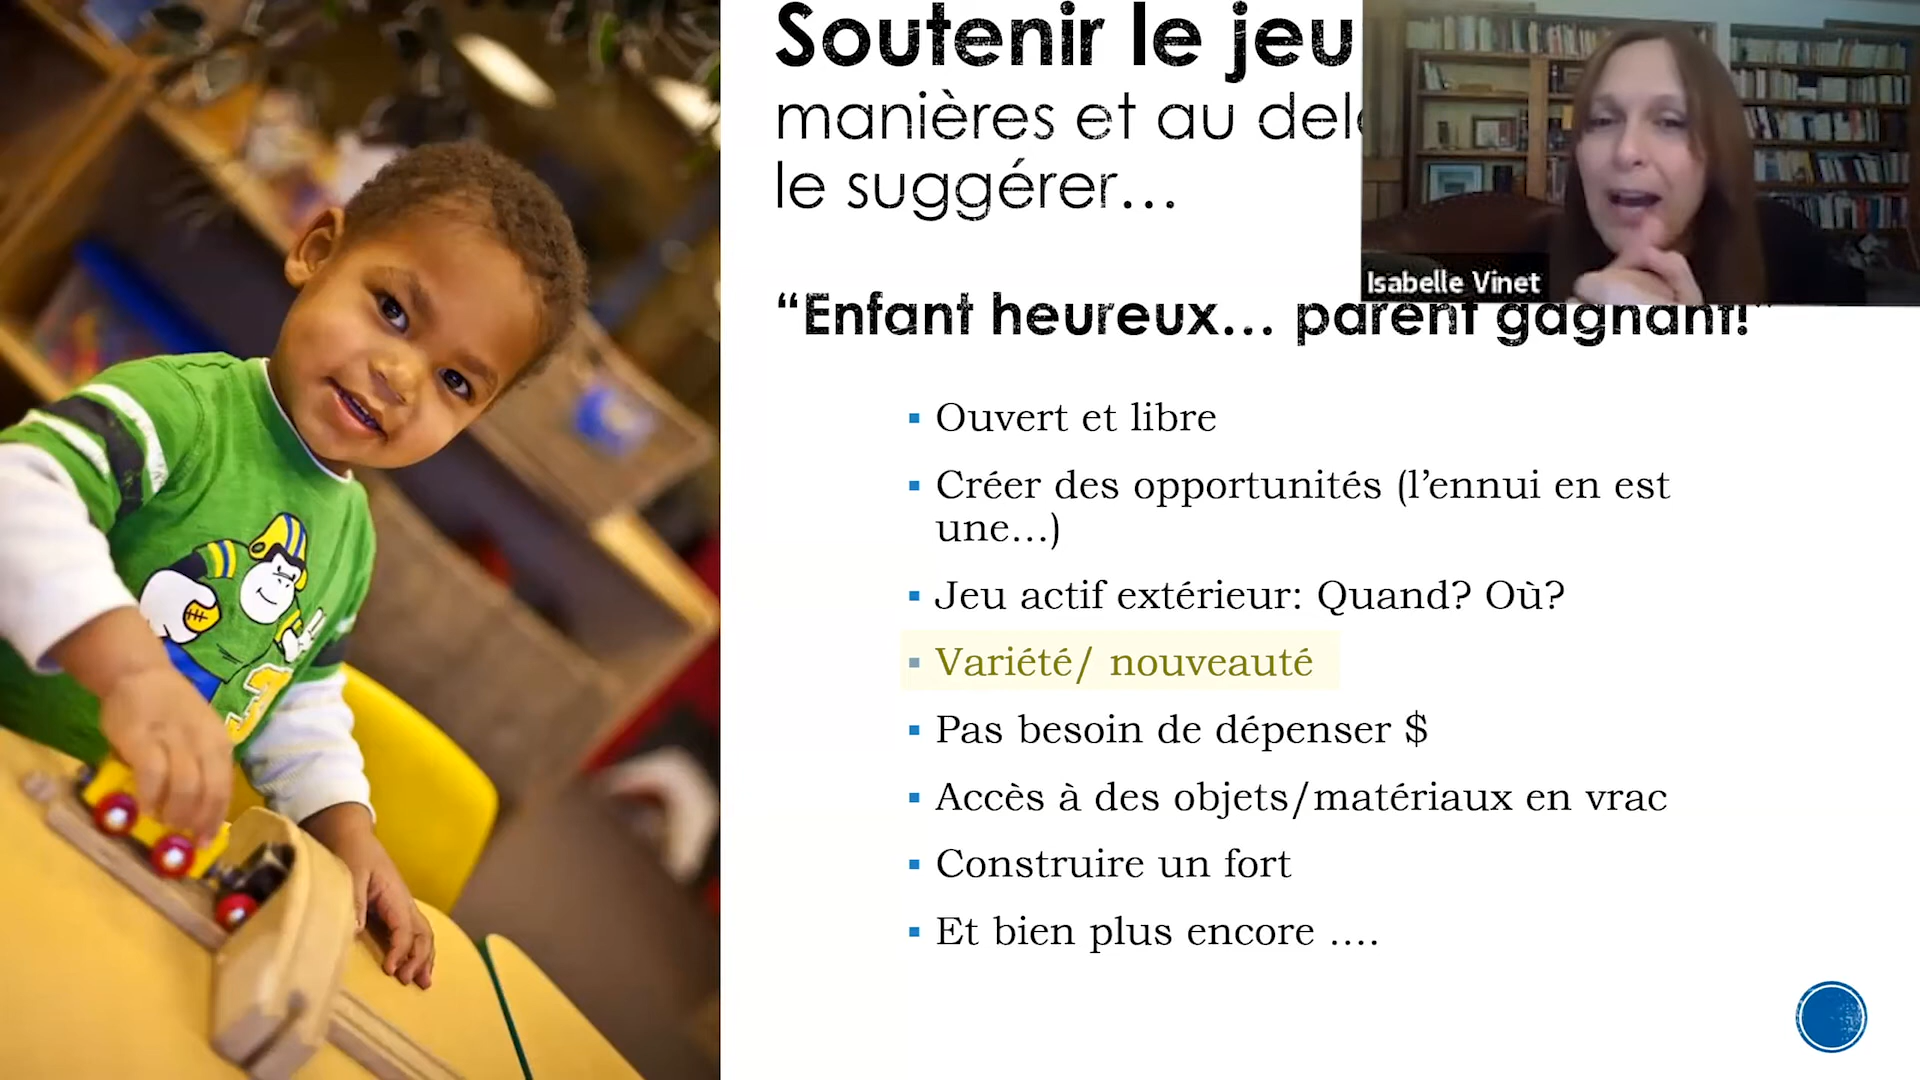 Soutenir le jeu
manières et au delà
le suggérer…
Isabelle Vinet
“Enfant heureux… parent gagnant!”
▪ Ouvert et libre
▪ Créer des opportunités (l’ennui en est
une…)
▪ Jeu actif extérieur: Quand? Où?
▪ Variété/ nouveauté
▪ Pas besoin de dépenser $
▪ Accès à des objets/matériaux en vrac
▪ Construire un fort
▪ Et bien plus encore ….